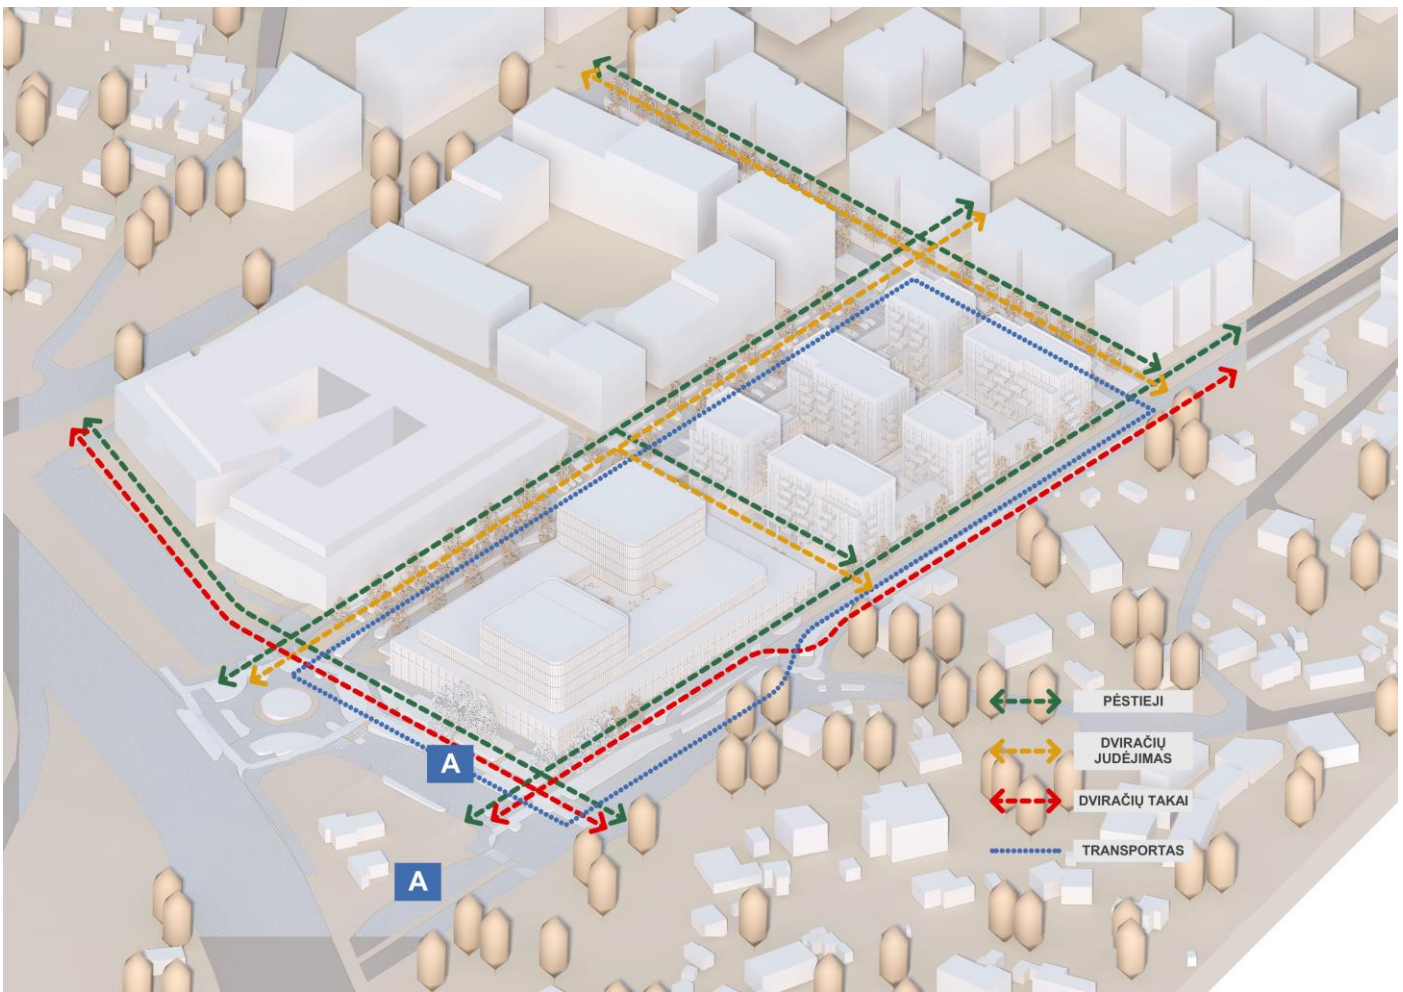 PĖSTIEJI
DVIRAČIŲ
JUDĖJIMAS
A
DVIRAČIŲ TAKAI
TRANSPORTAS
A